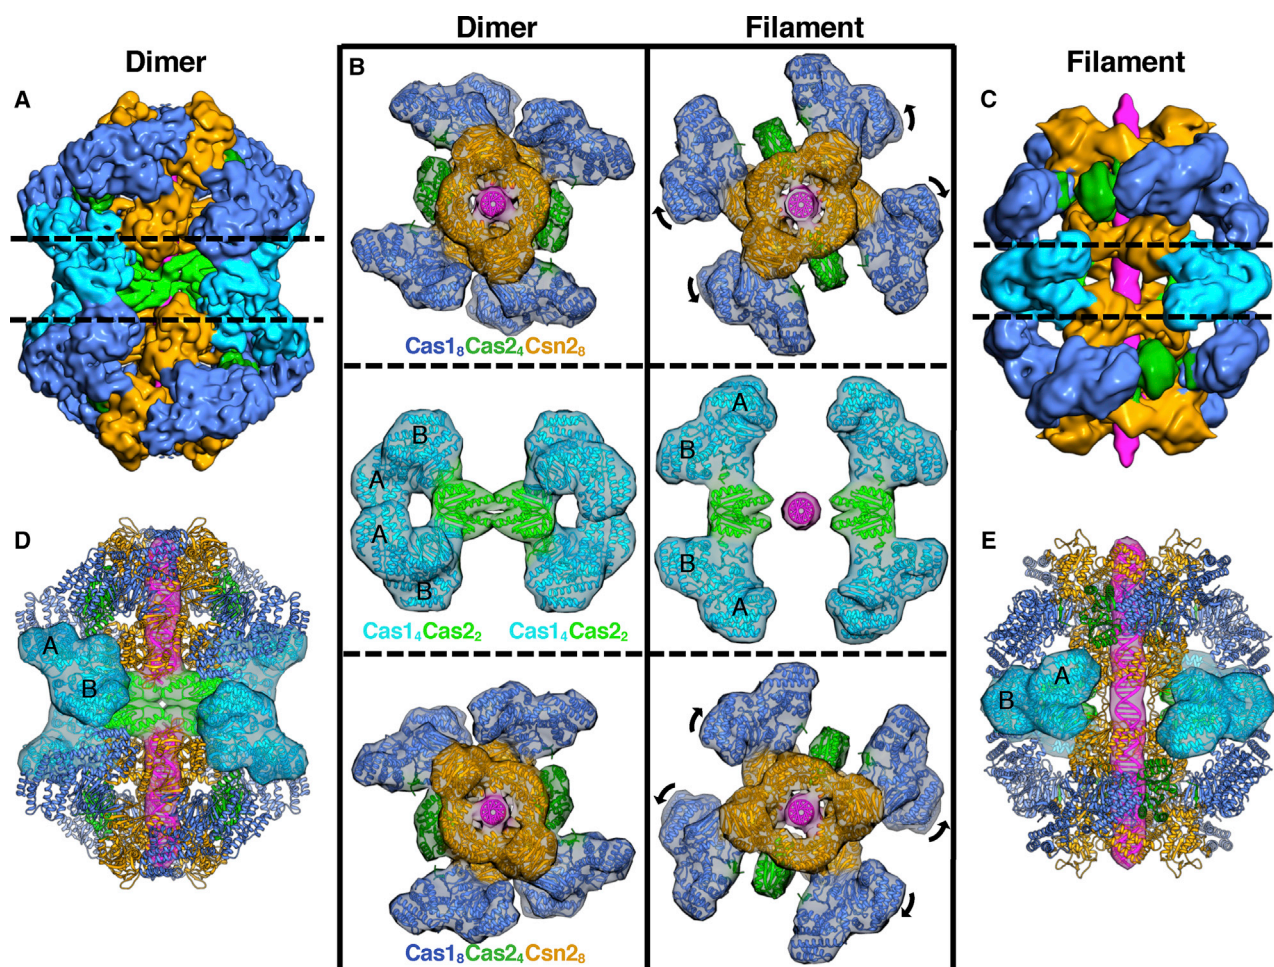 Dimer
Filament
Dimer
Filament
A
B
C
Cas1₈Cas2₄Csn2₈
B
A
A
B
Cas1₄Cas2₂
Cas1₄Cas2₂
A
B
B
A
D
A
B
E
A
B
Cas1₈Cas2₄Csn2₈